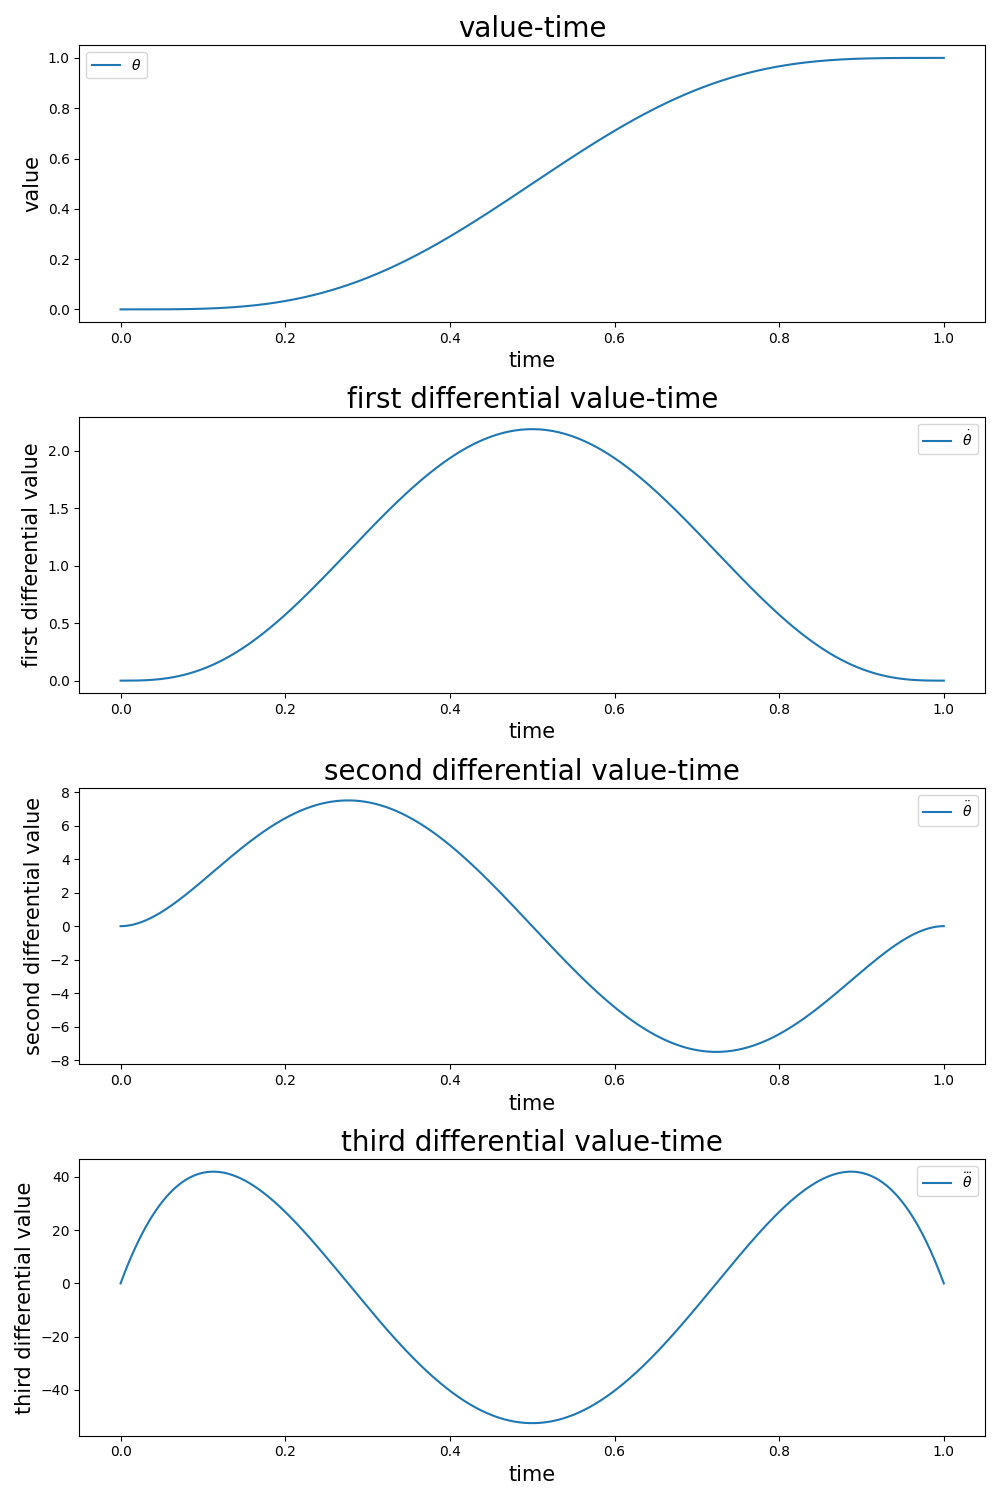 value-time
θ
value
1.0
0.8
0.6
0.4
0.2
0.0
0.0 0.2 0.4 0.6 0.8 1.0
time
first differential value-time
θ̇
first differential value
2.0
1.5
1.0
0.5
0.0
0.0 0.2 0.4 0.6 0.8 1.0
time
second differential value-time
θ̈
second differential value
8
6
4
2
0
−2
−4
−6
−8
0.0 0.2 0.4 0.6 0.8 1.0
time
third differential value-time
θ⃛
third differential value
40
20
0
−20
−40
0.0 0.2 0.4 0.6 0.8 1.0
time